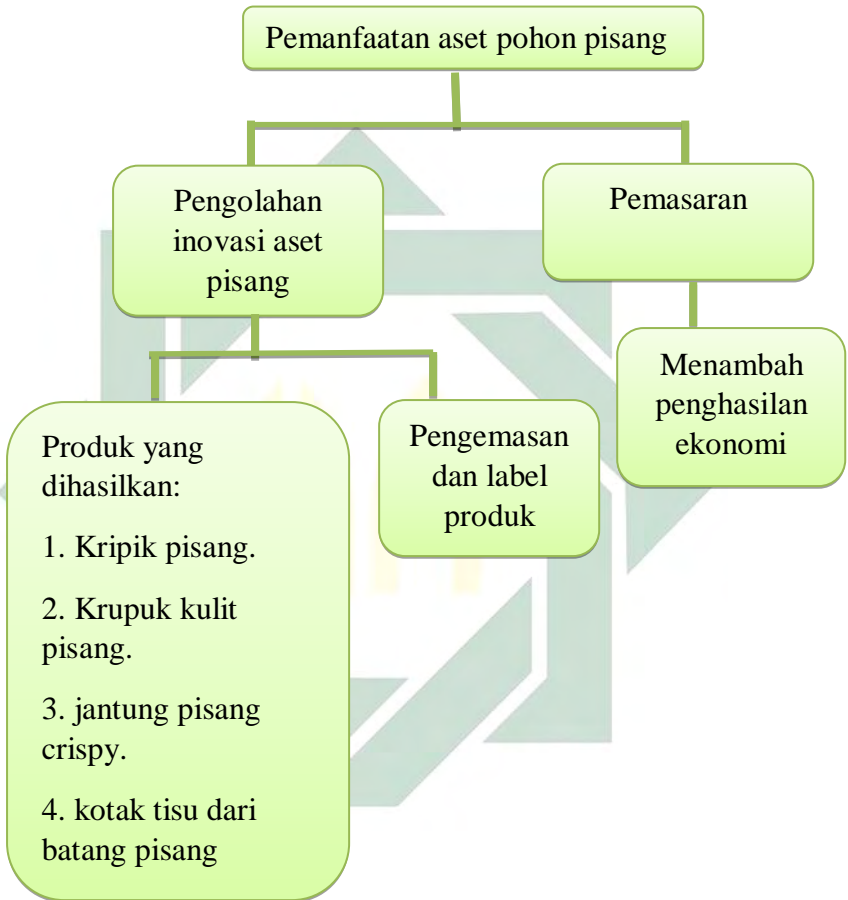 Pemanfaatan aset pohon pisang
Pengolahan
inovasi aset
pisang
Pemasaran
Menambah
penghasilan
ekonomi
Produk yang
dihasilkan:
1. Kripik pisang.
2. Krupuk kulit
pisang.
3. jantung pisang
crispy.
4. kotak tisu dari
batang pisang
Pengemasan
dan label
produk